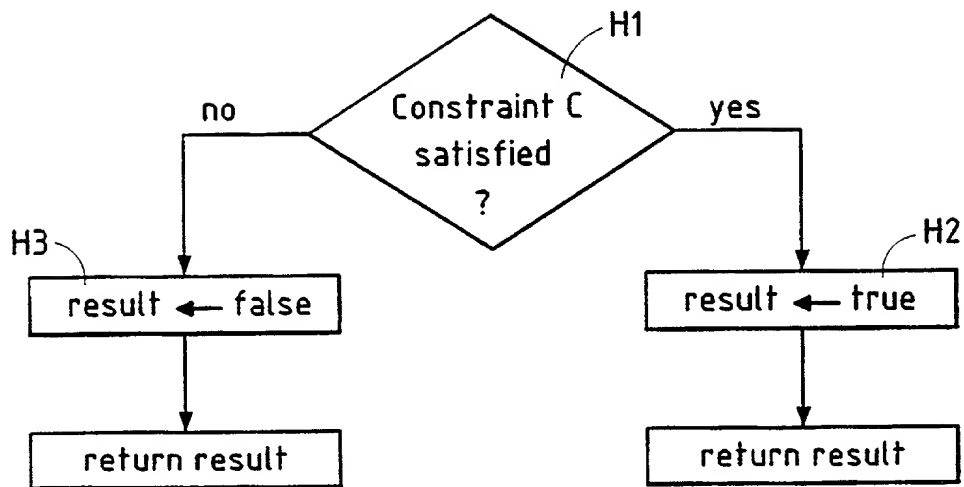 H1
Constraint C
satisfied
?
no
yes
H3
result ← false
H2
result ← true
return result
return result